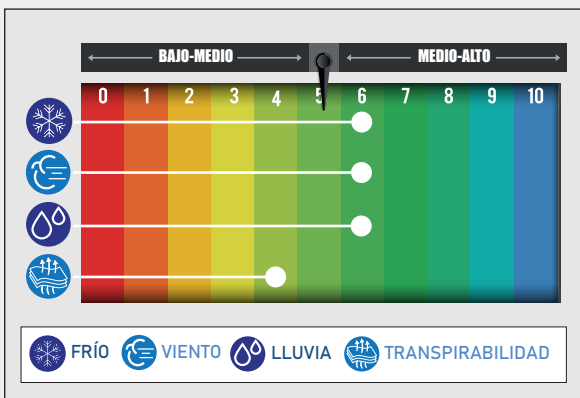 BAJO-MEDIO MEDIO-ALTO
0 1 2 3 4 5 6 7 8 9 10
FRÍO VIENTO LLUVIA TRANSPIRABILIDAD